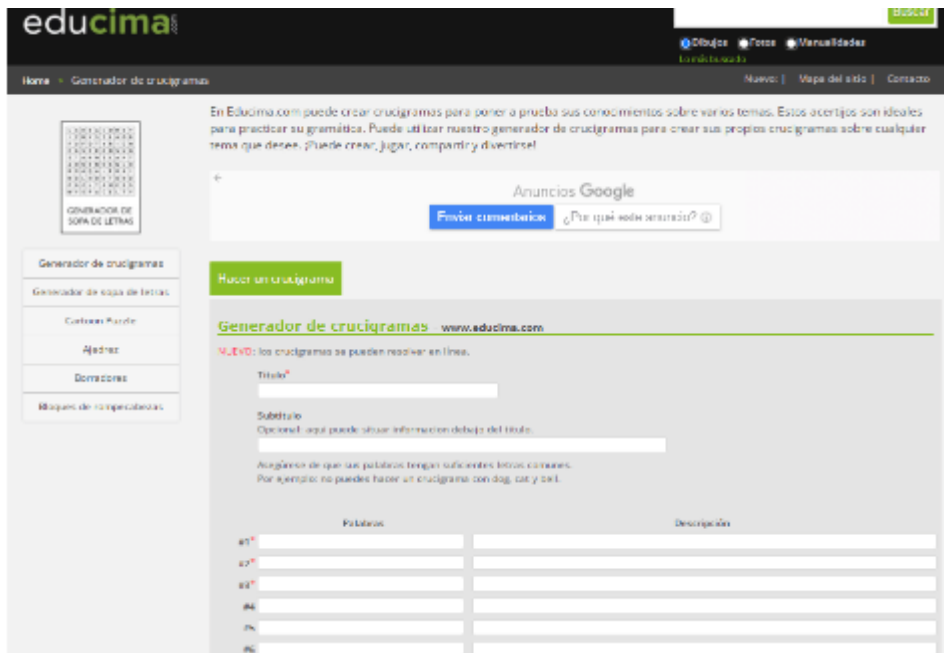 educima
Buscar
Dibujos Fotos Manualidades
Lo más buscado
Home > Generador de crucigramas
Nuevo: | Mapa del sitio | Contacto
En Educima.com puede crear crucigramas para poner a prueba sus conocimientos sobre varios temas. Estos acertijos son ideales
para practicar su gramática. Puede utilizar nuestro generador de crucigramas para crear sus propios crucigramas sobre cualquier
tema que desee. ¡Puede crear, jugar, compartir y divertirse!
GENERADOR DE
SOPA DE LETRAS
Anuncios Google
Enviar comentarios ¿Por qué este anuncio?
Generador de crucigramas
Generador de sopa de letras
Cartoon Puzzle
Ajedrez
Borradores
Bloques de rompecabezas
Hacer un crucigrama
Generador de crucigramas - www.educima.com
NUEVO: los crucigramas se pueden resolver en línea.
Título*
Subtítulo
Opcional: aquí puede situar informacion debajo del título.
Asegúrese de que sus palabras tengan suficientes letras comunes.
Por ejemplo: no puedes hacer un crucigrama con dog, cat y bell.
Palabras Descripción
#1*
#2*
#3*
#4
#5
#6